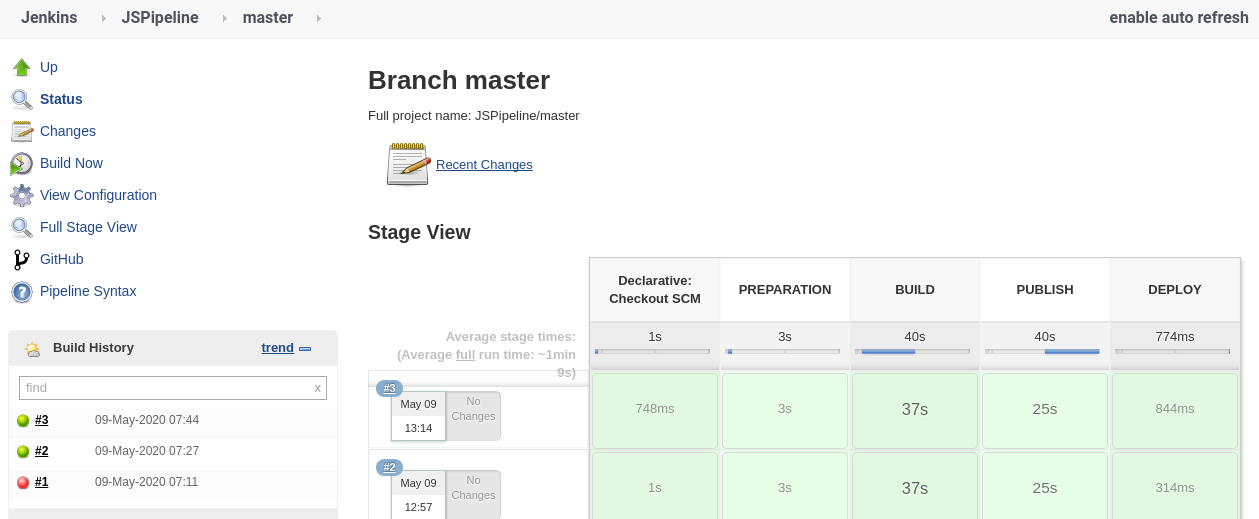 Jenkins JSPipeline master enable auto refresh
Up
Status
Changes
Build Now
View Configuration
Full Stage View
GitHub
Pipeline Syntax
Build History trend
find x
#3 09-May-2020 07:44
#2 09-May-2020 07:27
#1 09-May-2020 07:11
Branch master
Full project name: JSPipeline/master
Recent Changes
Stage View
Declarative:
Checkout SCM
PREPARATION
BUILD
PUBLISH
DEPLOY
Average stage times:
(Average full run time: ~1min
9s)
1s 3s 40s 40s 774ms
#3
May 09
13:14
No
Changes
748ms 3s 37s 25s 844ms
#2
May 09
12:57
No
Changes
1s 3s 37s 25s 314ms